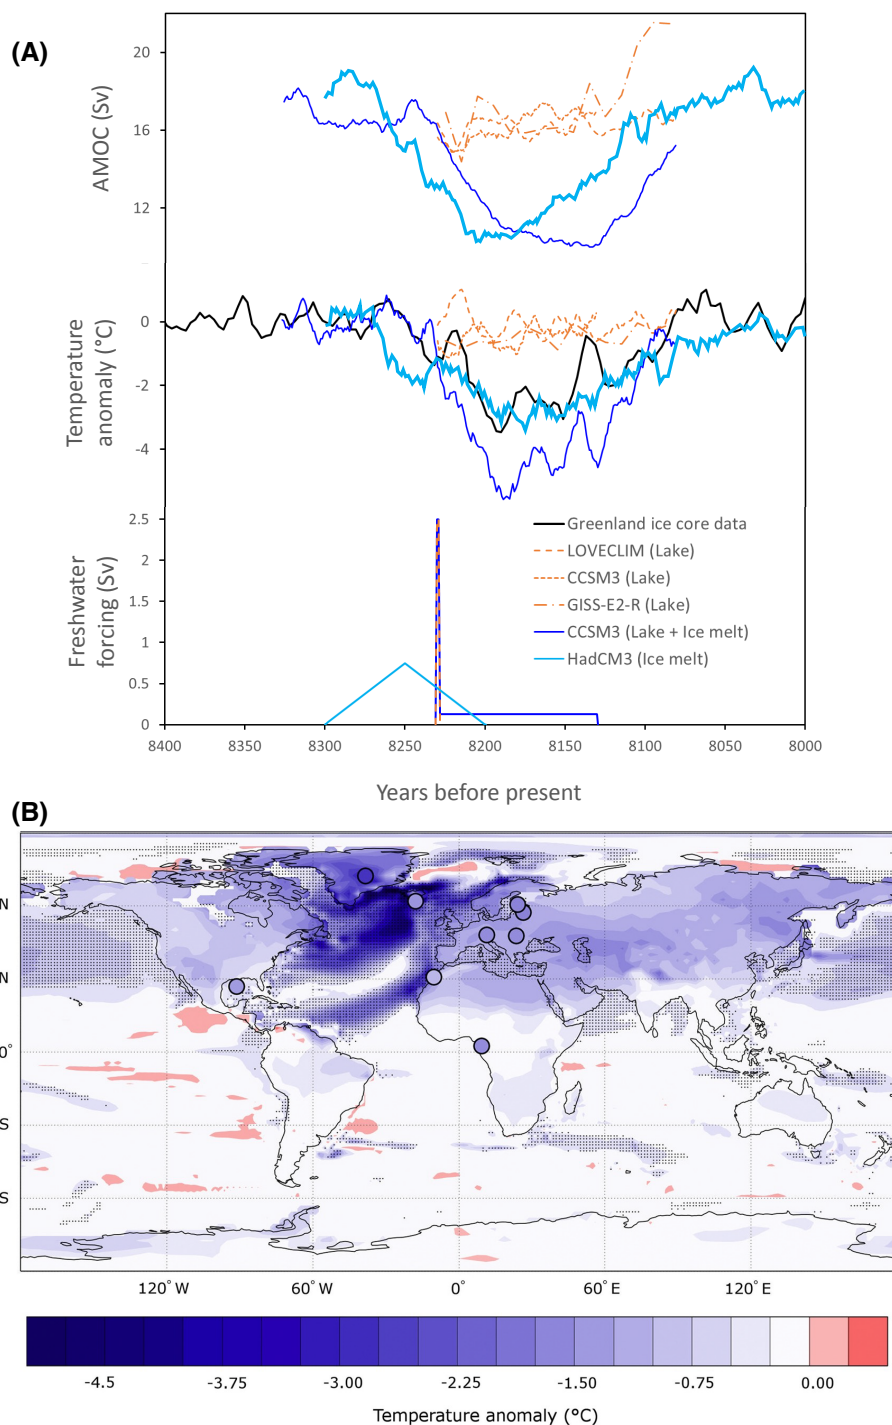 (A)
20
16
12
AMOC (Sv)
0
-2
-4
Temperature
anomaly (°C)
2.5
2
1.5
1
0.5
0
Freshwater
forcing (Sv)
Greenland ice core data
LOVECLIM (Lake)
CCSM3 (Lake)
GISS-E2-R (Lake)
CCSM3 (Lake + Ice melt)
HadCM3 (Ice melt)
8400 8350 8300 8250 8200 8150 8100 8050 8000
Years before present
(B)
N
N
0°
S
S
120°W 60°W 0° 60°E 120°E
-4.5 -3.75 -3.00 -2.25 -1.50 -0.75 0.00
Temperature anomaly (°C)